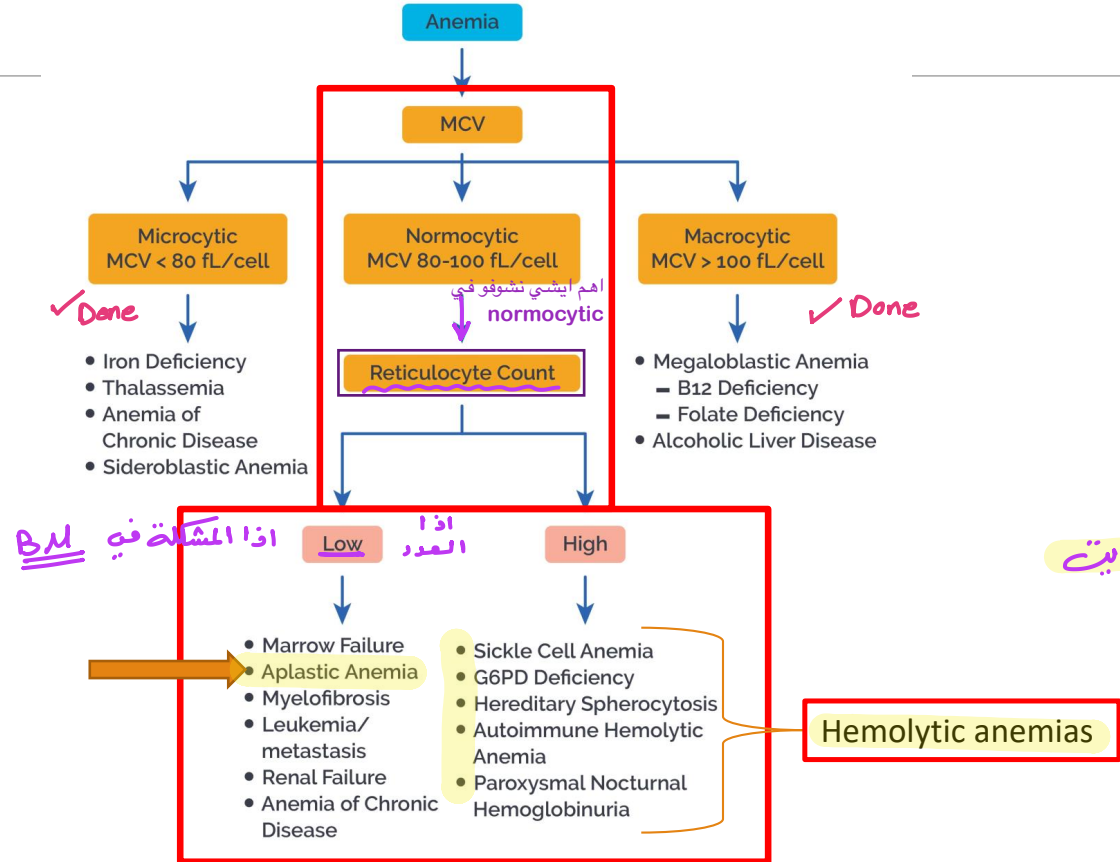 Anemia
MCV
Microcytic
MCV < 80 fL/cell
Normocytic
MCV 80-100 fL/cell
Macrocytic
MCV > 100 fL/cell
اهم ايشي نشوفو في
normocytic
✓ Done
✓ Done
• Iron Deficiency
• Thalassemia
• Anemia of
Chronic Disease
• Sideroblastic Anemia
Reticulocyte Count
• Megaloblastic Anemia
– B12 Deficiency
– Folate Deficiency
• Alcoholic Liver Disease
اذا
العدد
Low
اذا المشكلة في BM
High
• Marrow Failure
• Aplastic Anemia
• Myelofibrosis
• Leukemia/
metastasis
• Renal Failure
• Anemia of Chronic
Disease
• Sickle Cell Anemia
• G6PD Deficiency
• Hereditary Spherocytosis
• Autoimmune Hemolytic
Anemia
• Paroxysmal Nocturnal
Hemoglobinuria
Hemolytic anemias